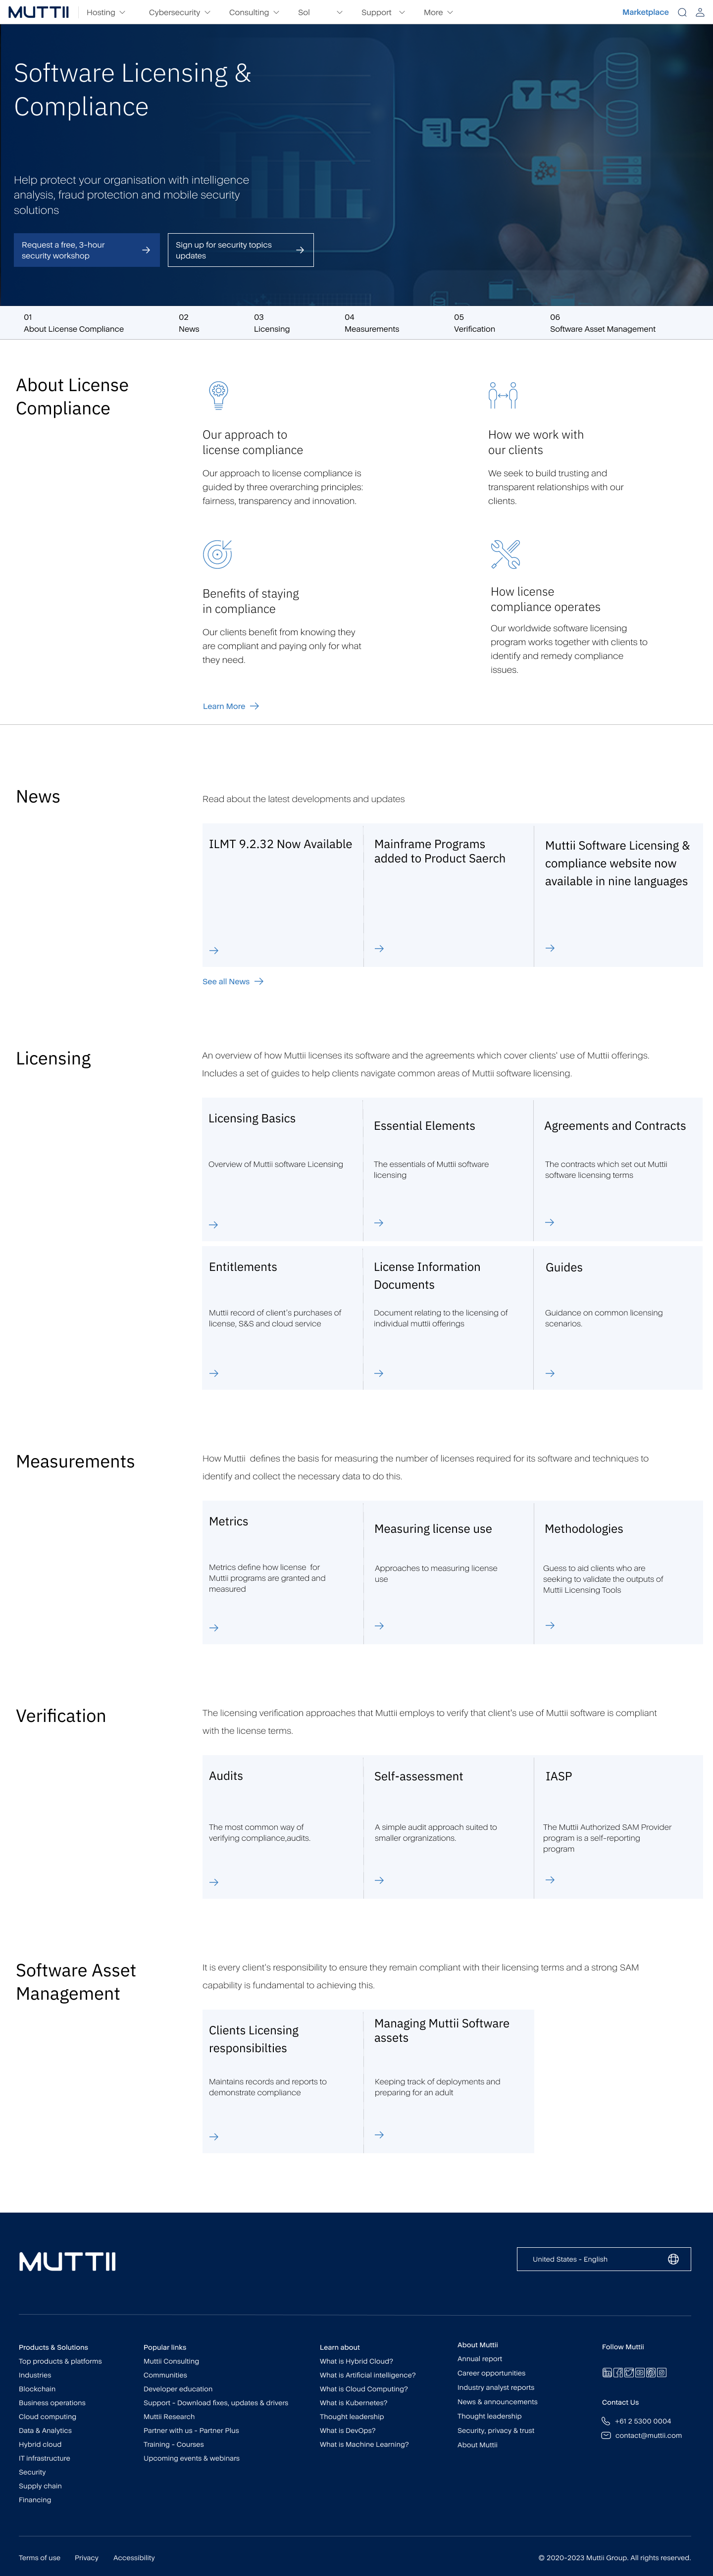 MUTTII
Hosting
Cybersecurity
Consulting
Sol
Support
More
Marketplace
Software Licensing &
Compliance
Help protect your organisation with intelligence
analysis, fraud protection and mobile security
solutions
Request a free, 3-hour
security workshop
Sign up for security topics
updates
01
About License Compliance
02
News
03
Licensing
04
Measurements
05
Verification
06
Software Asset Management
About License
Compliance
Our approach to
license compliance
Our approach to license compliance is
guided by three overarching principles:
fairness, transparency and innovation.
How we work with
our clients
We seek to build trusting and
transparent relationships with our
clients.
Benefits of staying
in compliance
Our clients benefit from knowing they
are compliant and paying only for what
they need.
How license
compliance operates
Our worldwide software licensing
program works together with clients to
identify and remedy compliance
issues.
Learn More
News
Read about the latest developments and updates
ILMT 9.2.32 Now Available
Mainframe Programs
added to Product Saerch
Muttii Software Licensing &
compliance website now
available in nine languages
See all News
Licensing
An overview of how Muttii licenses its software and the agreements which cover clients' use of Muttii offerings.
Includes a set of guides to help clients navigate common areas of Muttii software licensing.
Licensing Basics
Overview of Muttii software Licensing
Essential Elements
The essentials of Muttii software
licensing
Agreements and Contracts
The contracts which set out Muttii
software licensing terms
Entitlements
Muttii record of client's purchases of
license, S&S and cloud service
License Information
Documents
Document relating to the licensing of
individual muttii offerings
Guides
Guidance on common licensing
scenarios.
Measurements
How Muttii  defines the basis for measuring the number of licenses required for its software and techniques to
identify and collect the necessary data to do this.
Metrics
Metrics define how license  for
Muttii programs are granted and
measured
Measuring license use
Approaches to measuring license
use
Methodologies
Guess to aid clients who are
seeking to validate the outputs of
Muttii Licensing Tools
Verification
The licensing verification approaches that Muttii employs to verify that client's use of Muttii software is compliant
with the license terms.
Audits
The most common way of
verifying compliance,audits.
Self-assessment
A simple audit approach suited to
smaller orgranizations.
IASP
The Muttii Authorized SAM Provider
program is a self-reporting
program
Software Asset
Management
It is every client's responsibility to ensure they remain compliant with their licensing terms and a strong SAM
capability is fundamental to achieving this.
Clients Licensing
responsibilties
Maintains records and reports to
demonstrate compliance
Managing Muttii Software
assets
Keeping track of deployments and
preparing for an adult
MUTTII
United States - English
Products & Solutions
Top products & platforms
Industries
Blockchain
Business operations
Cloud computing
Data & Analytics
Hybrid cloud
IT infrastructure
Security
Supply chain
Financing
Popular links
Muttii Consulting
Communities
Developer education
Support - Download fixes, updates & drivers
Muttii Research
Partner with us - Partner Plus
Training - Courses
Upcoming events & webinars
Learn about
What is Hybrid Cloud?
What is Artificial intelligence?
What is Cloud Computing?
What is Kubernetes?
Thought leadership
What is DevOps?
What is Machine Learning?
About Muttii
Annual report
Career opportunities
Industry analyst reports
News & announcements
Thought leadership
Security, privacy & trust
About Muttii
Follow Muttii
Contact Us
+61 2 5300 0004
contact@muttii.com
Terms of use
Privacy
Accessibility
© 2020-2023 Muttii Group. All rights reserved.